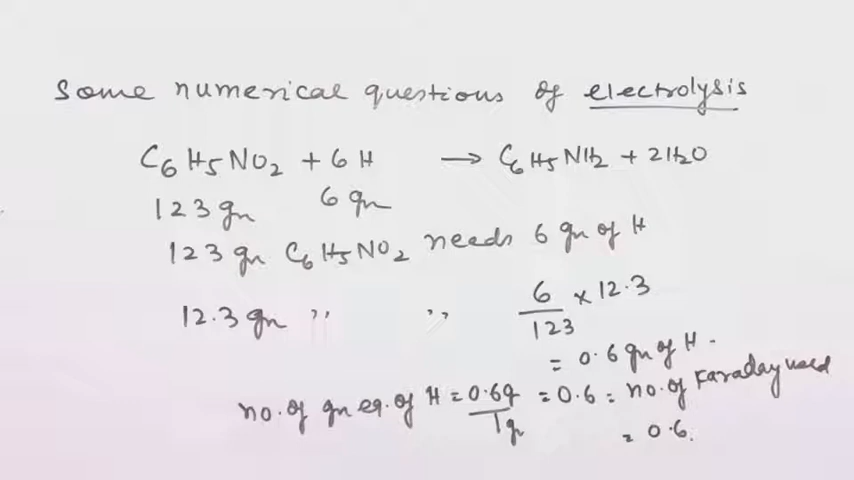 Some numerical questions of electrolysis
C6H5NO2 + 6H → C6H5NH2 + 2H2O
123 gm 6 gm
123 gm C6H5NO2 needs 6 gm of H
12.3 gm " " 6/123 × 12.3
= 0.6 gm of H.
no. of gm eq. of H = 0.6g/1g = 0.6 = no. of Faraday used
= 0.6.